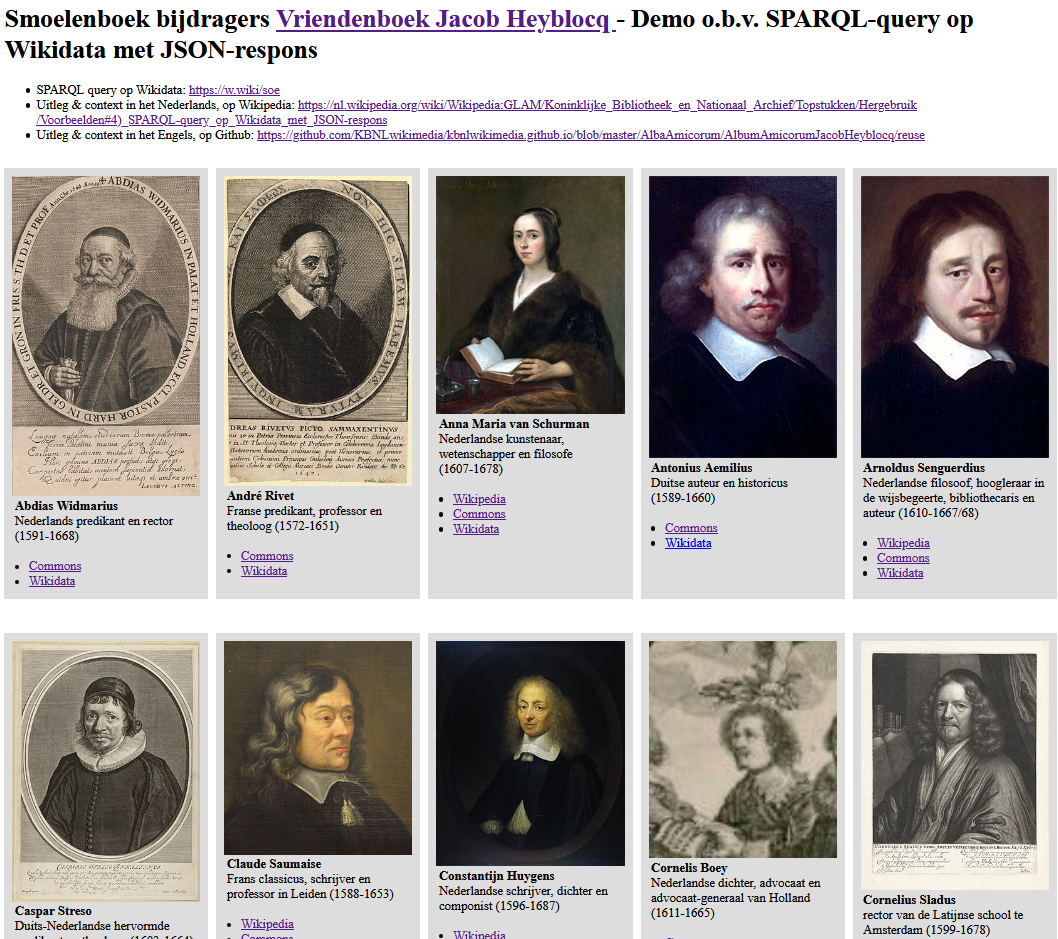 Smoelenboek bijdragers Vriendenboek Jacob Heyblocq - Demo o.b.v. SPARQL-query op
Wikidata met JSON-respons
SPARQL query op Wikidata: https://w.wiki/soe
Uitleg & context in het Nederlands, op Wikipedia: https://nl.wikipedia.org/wiki/Wikipedia:GLAM/Koninklijke_Bibliotheek_en_Nationaal_Archief/Topstukken/Hergebruik
/Voorbeelden#4)_SPARQL-query_op_Wikidata_met_JSON-respons
Uitleg & context in het Engels, op Github: https://github.com/KBNLwikimedia/kbnlwikimedia.github.io/blob/master/AlbaAmicorum/AlbumAmicorumJacobHeyblocq/reuse
Abdias Widmarius
Nederlands predikant en rector
(1591-1668)
Commons
Wikidata
DREAS RIVETVS PICTO SAMMAXENTINVS
1647.
André Rivet
Franse predikant, professor en
theoloog (1572-1651)
Commons
Wikidata
Anna Maria van Schurman
Nederlandse kunstenaar,
wetenschapper en filosofe
(1607-1678)
Wikipedia
Commons
Wikidata
Antonius Aemilius
Duitse auteur en historicus
(1589-1660)
Commons
Wikidata
Arnoldus Senguerdius
Nederlandse filosoof, hoogleraar in
de wijsbegeerte, bibliothecaris en
auteur (1610-1667/68)
Wikipedia
Commons
Wikidata
Caspar Streso
Duits-Nederlandse hervormde
Claude Saumaise
Frans classicus, schrijver en
professor in Leiden (1588-1653)
Wikipedia
Commons
Constantijn Huygens
Nederlandse schrijver, dichter en
componist (1596-1687)
Wikipedia
Cornelis Boey
Nederlandse dichter, advocaat en
advocaat-generaal van Holland
(1611-1665)
Cornelius Sladus
rector van de Latijnse school te
Amsterdam (1599-1678)